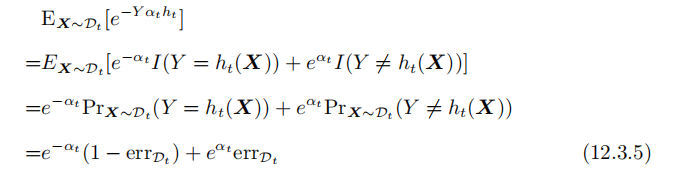 E_{X∼𝒟_t}[e^{-Yα_t h_t}]
=E_{X∼𝒟_t}[e^{-α_t}I(Y = h_t(X)) + e^{α_t}I(Y ≠ h_t(X))]
=e^{-α_t}Pr_{X∼𝒟_t}(Y = h_t(X)) + e^{α_t}Pr_{X∼𝒟_t}(Y ≠ h_t(X))
=e^{-α_t}(1 − err_{𝒟_t}) + e^{α_t}err_{𝒟_t} (12.3.5)